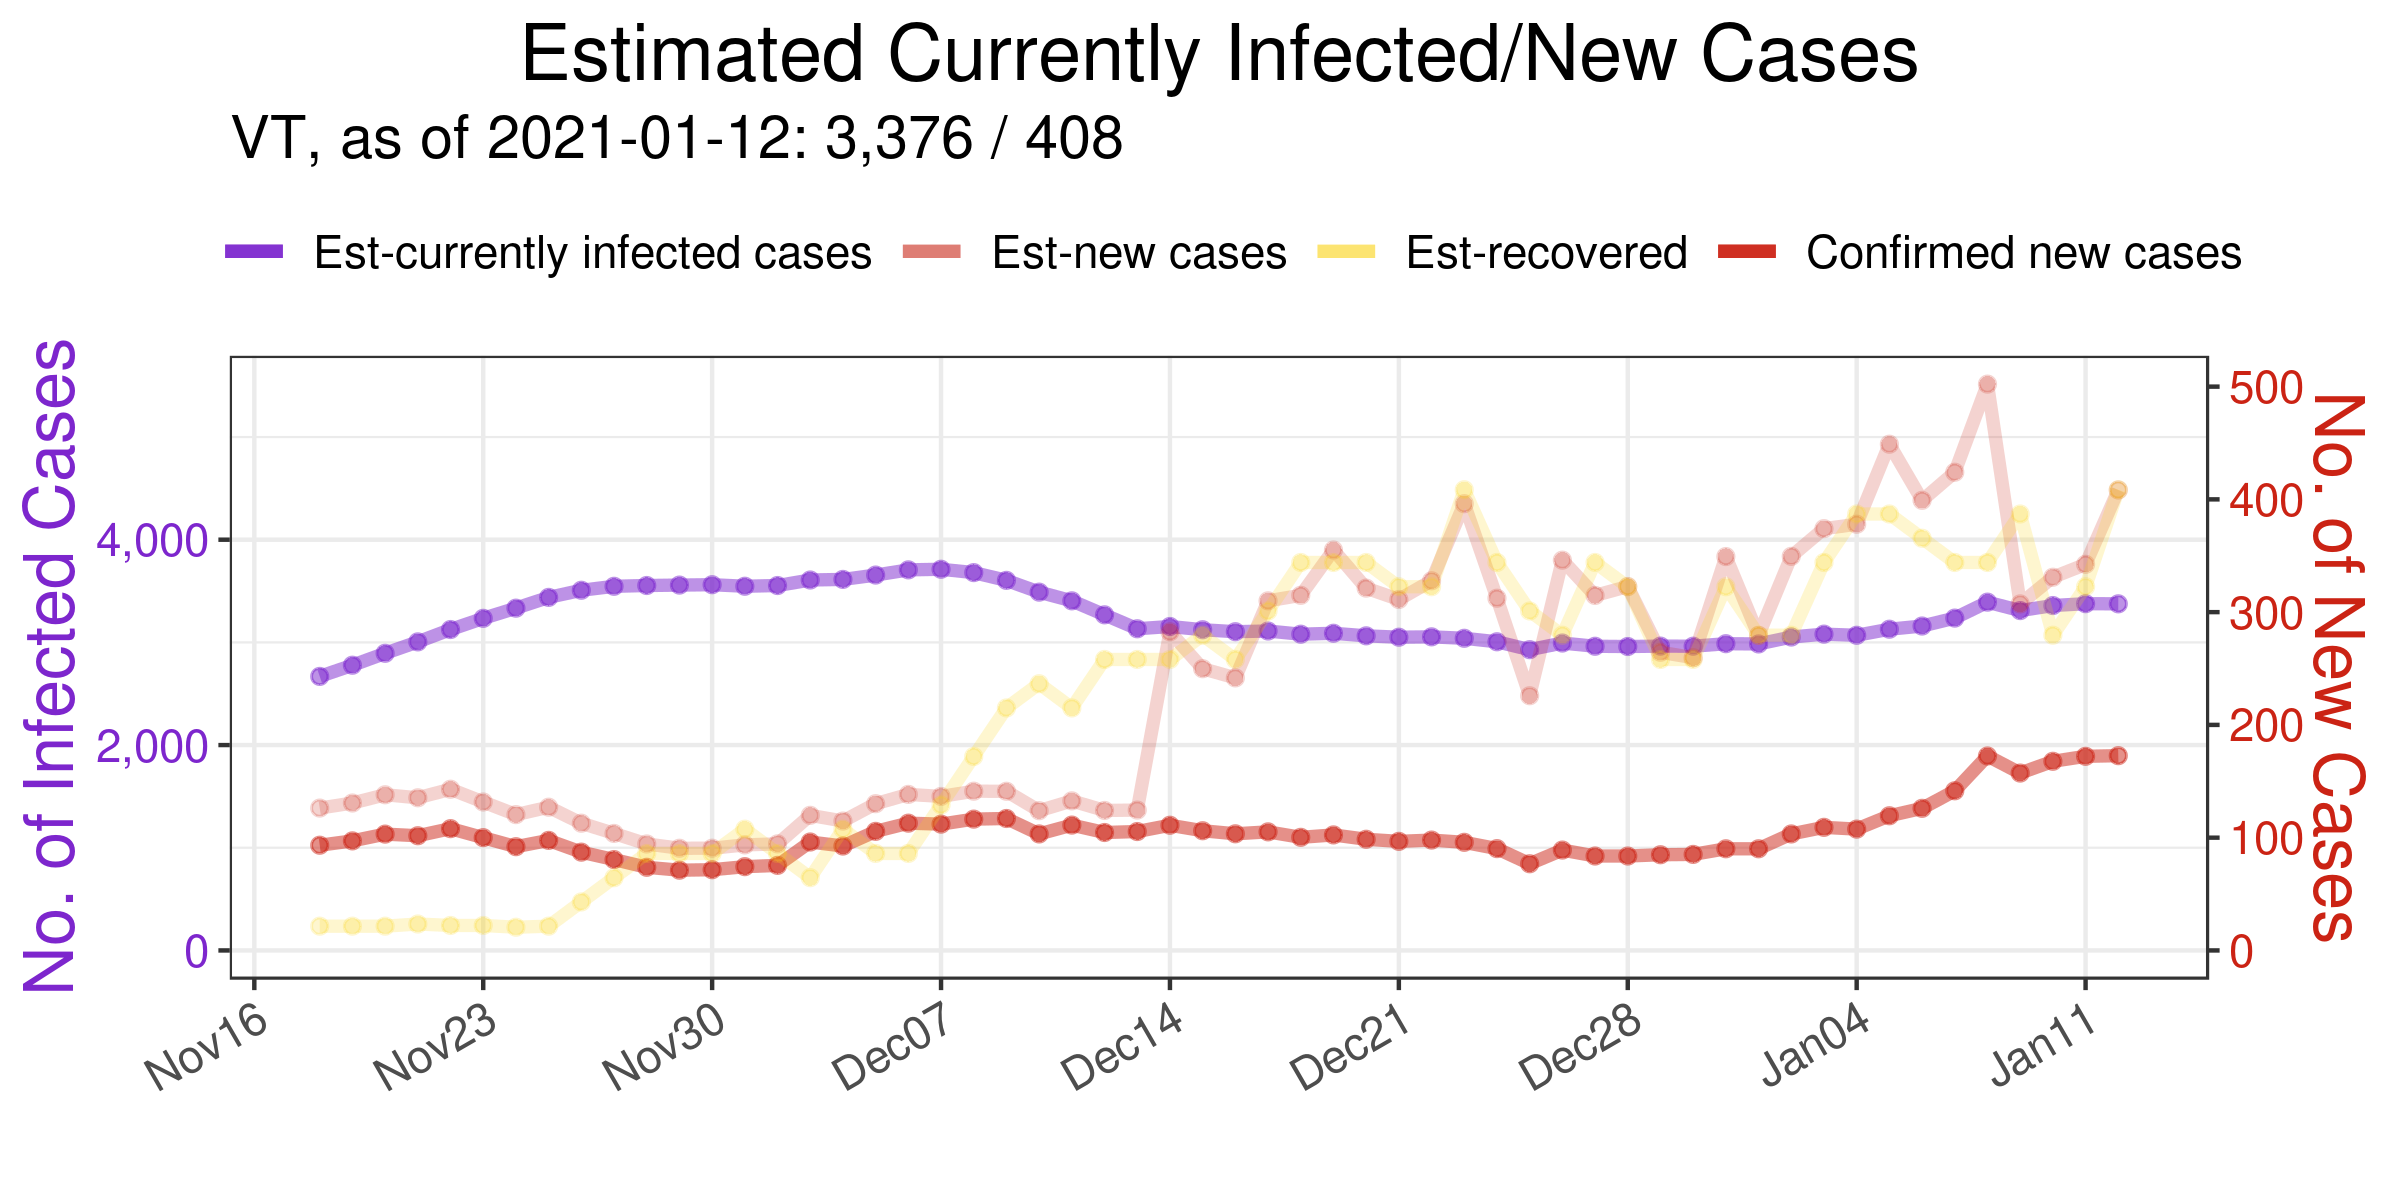 Estimated Currently Infected/New Cases
VT, as of 2021-01-12: 3,376 / 408
Est-currently infected cases Est-new cases Est-recovered Confirmed new cases
No. of Infected Cases
4,000
2,000
0
500
400
300
200
100
0
No. of New Cases
Nov16 Nov23 Nov30 Dec07 Dec14 Dec21 Dec28 Jan04 Jan11